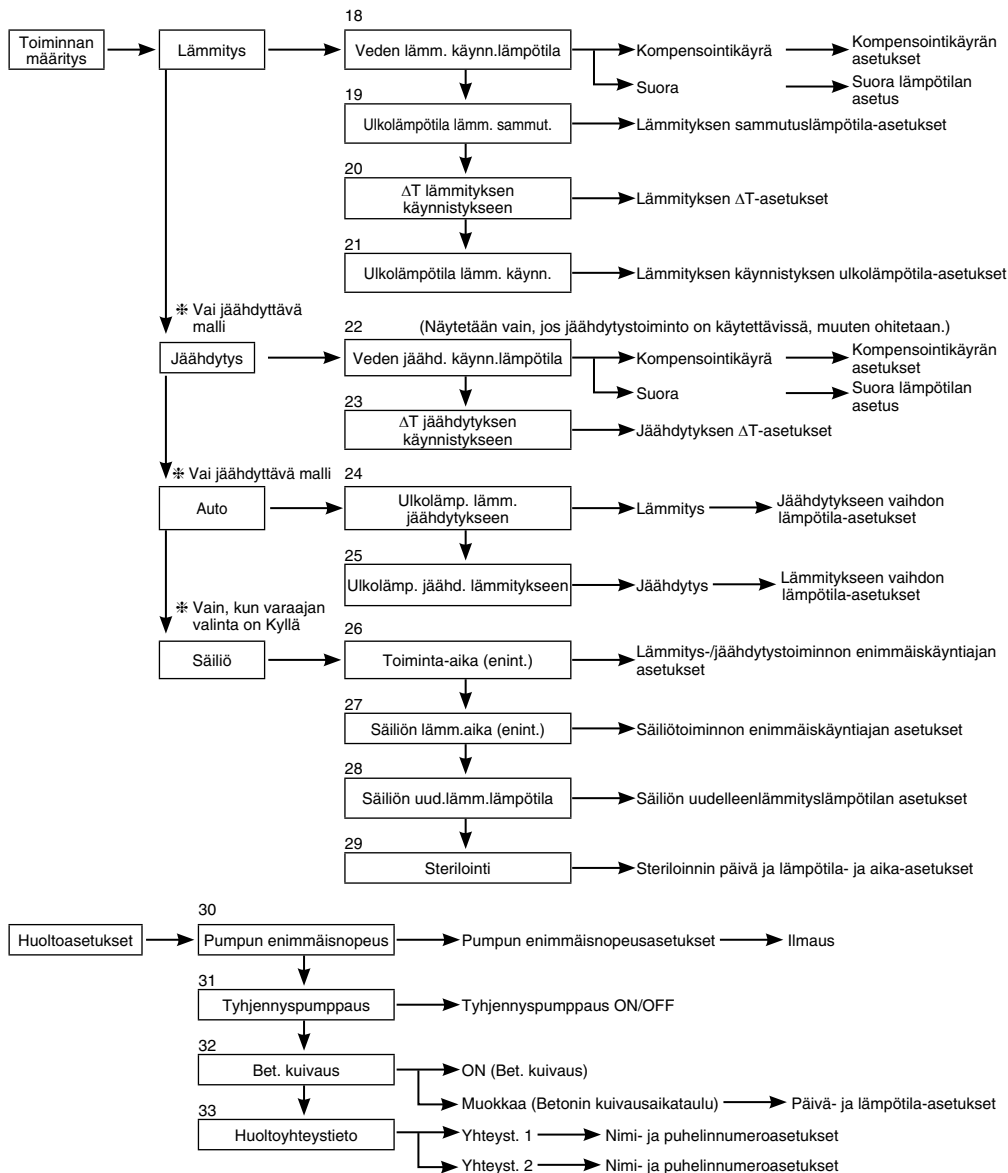 18
Toiminnan
määritys
Lämmitys
Veden lämm. käynn.lämpötila
Kompensointikäyrä
Kompensointikäyrän
asetukset
Suora
Suora lämpötilan
asetus
19
Ulkolämpötila lämm. sammut.
Lämmityksen sammutuslämpötila-asetukset
20
ΔT lämmityksen
käynnistykseen
Lämmityksen ΔT-asetukset
21
Ulkolämpötila lämm. käynn.
Lämmityksen käynnistyksen ulkolämpötila-asetukset
❉ Vai jäähdyttävä
malli
22
(Näytetään vain, jos jäähdytystoiminto on käytettävissä, muuten ohitetaan.)
Jäähdytys
Veden jäähd. käynn.lämpötila
Kompensointikäyrä
Kompensointikäyrän
asetukset
Suora
Suora lämpötilan
asetus
23
ΔT jäähdytyksen
käynnistykseen
Jäähdytyksen ΔT-asetukset
❉ Vai jäähdyttävä malli
24
Auto
Ulkolämp. lämm.
jäähdytykseen
Lämmitys
Jäähdytykseen vaihdon
lämpötila-asetukset
25
Ulkolämp. jäähd. lämmitykseen
Jäähdytys
Lämmitykseen vaihdon
lämpötila-asetukset
❉ Vain, kun varaajan
valinta on Kyllä
26
Säiliö
Toiminta-aika (enint.)
Lämmitys-/jäähdytystoiminnon enimmäiskäyntiajan
asetukset
27
Säiliön lämm.aika (enint.)
Säiliötoiminnon enimmäiskäyntiajan asetukset
28
Säiliön uud.lämm.lämpötila
Säiliön uudelleenlämmityslämpötilan asetukset
29
Sterilointi
Steriloinnin päivä ja lämpötila- ja aika-asetukset
30
Huoltoasetukset
Pumpun enimmäisnopeus
Pumpun enimmäisnopeusasetukset
Ilmaus
31
Tyhjennyspumppaus
Tyhjennyspumppaus ON/OFF
32
Bet. kuivaus
ON (Bet. kuivaus)
Muokkaa (Betonin kuivausaikataulu)
Päivä- ja lämpötila-asetukset
33
Huoltoyhteystieto
Yhteyst. 1
Nimi- ja puhelinnumeroasetukset
Yhteyst. 2
Nimi- ja puhelinnumeroasetukset